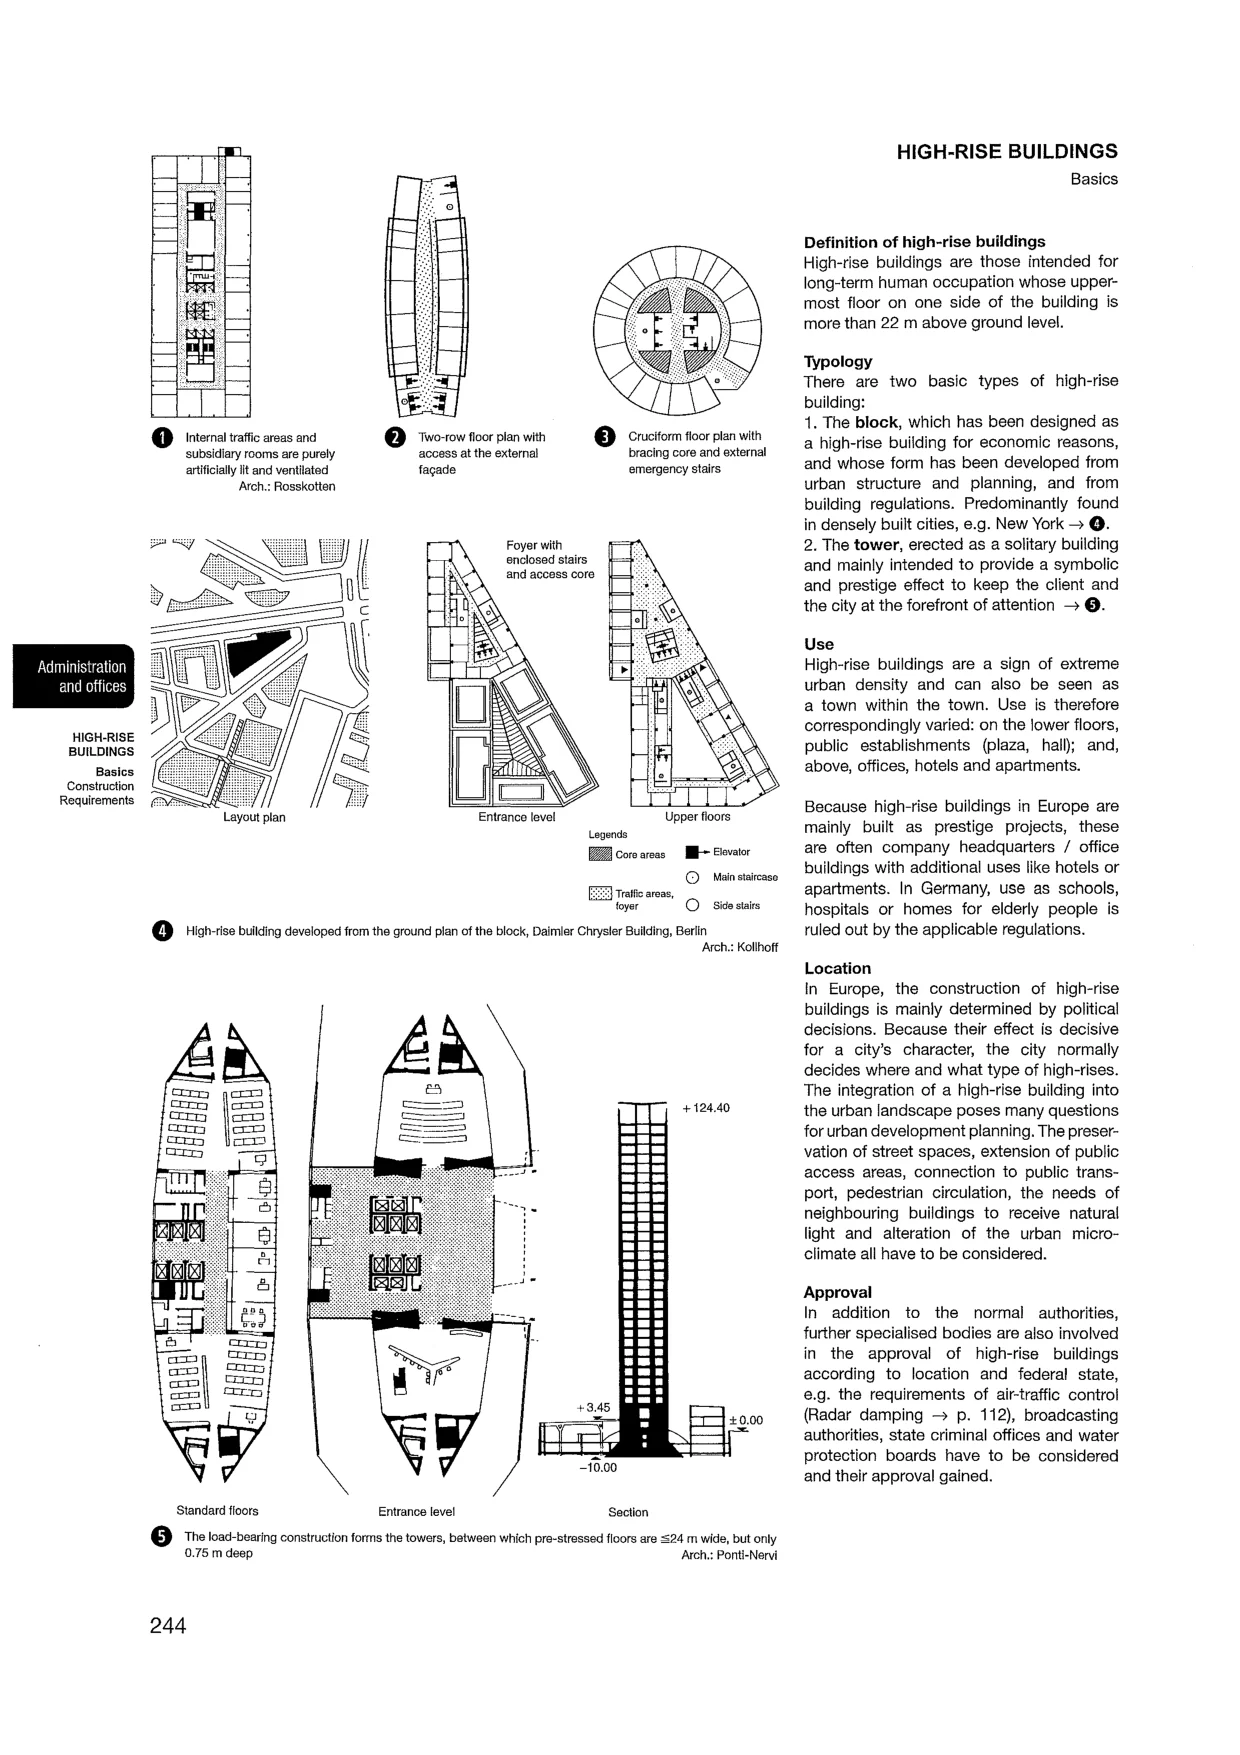 HIGH-RISE BUILDINGS
Basics
❶ Internal traffic areas and
subsidiary rooms are purely
artificially lit and ventilated
Arch.: Rosskotten
❷ Two-row floor plan with
access at the external
façade
❸ Cruciform floor plan with
bracing core and external
emergency stairs
Foyer with
enclosed stairs
and access core
Layout plan
Entrance level
Upper floors
Legends
Core areas
Elevator
Main staircase
Traffic areas,
foyer
Side stairs
❹ High-rise building developed from the ground plan of the block, Daimler Chrysler Building, Berlin
Arch.: Kollhoff
Administration
and offices
HIGH-RISE
BUILDINGS
Basics
Construction
Requirements
+124.40
+3.45
±0.00
−10.00
Standard floors
Entrance level
Section
❺ The load-bearing construction forms the towers, between which pre-stressed floors are ≦24 m wide, but only
0.75 m deep
Arch.: Ponti-Nervi
Definition of high-rise buildings
High-rise buildings are those intended for
long-term human occupation whose upper-
most floor on one side of the building is
more than 22 m above ground level.
Typology
There are two basic types of high-rise
building:
1. The block, which has been designed as
a high-rise building for economic reasons,
and whose form has been developed from
urban structure and planning, and from
building regulations. Predominantly found
in densely built cities, e.g. New York → ❹.
2. The tower, erected as a solitary building
and mainly intended to provide a symbolic
and prestige effect to keep the client and
the city at the forefront of attention → ❺.
Use
High-rise buildings are a sign of extreme
urban density and can also be seen as
a town within the town. Use is therefore
correspondingly varied: on the lower floors,
public establishments (plaza, hall); and,
above, offices, hotels and apartments.
Because high-rise buildings in Europe are
mainly built as prestige projects, these
are often company headquarters / office
buildings with additional uses like hotels or
apartments. In Germany, use as schools,
hospitals or homes for elderly people is
ruled out by the applicable regulations.
Location
In Europe, the construction of high-rise
buildings is mainly determined by political
decisions. Because their effect is decisive
for a city's character, the city normally
decides where and what type of high-rises.
The integration of a high-rise building into
the urban landscape poses many questions
for urban development planning. The preser-
vation of street spaces, extension of public
access areas, connection to public trans-
port, pedestrian circulation, the needs of
neighbouring buildings to receive natural
light and alteration of the urban micro-
climate all have to be considered.
Approval
In addition to the normal authorities,
further specialised bodies are also involved
in the approval of high-rise buildings
according to location and federal state,
e.g. the requirements of air-traffic control
(Radar damping → p. 112), broadcasting
authorities, state criminal offices and water
protection boards have to be considered
and their approval gained.
244